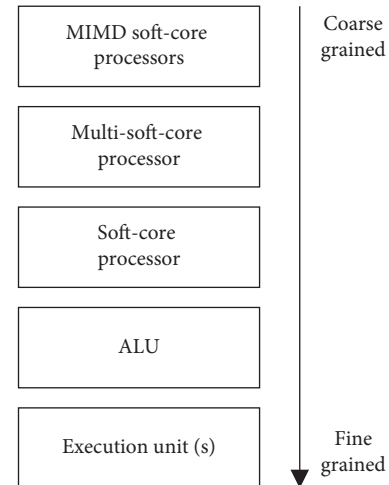 MIMD soft-core
processors
Coarse
grained
Multi-soft-core
processor
Soft-core
processor
ALU
Execution unit (s)
Fine
grained